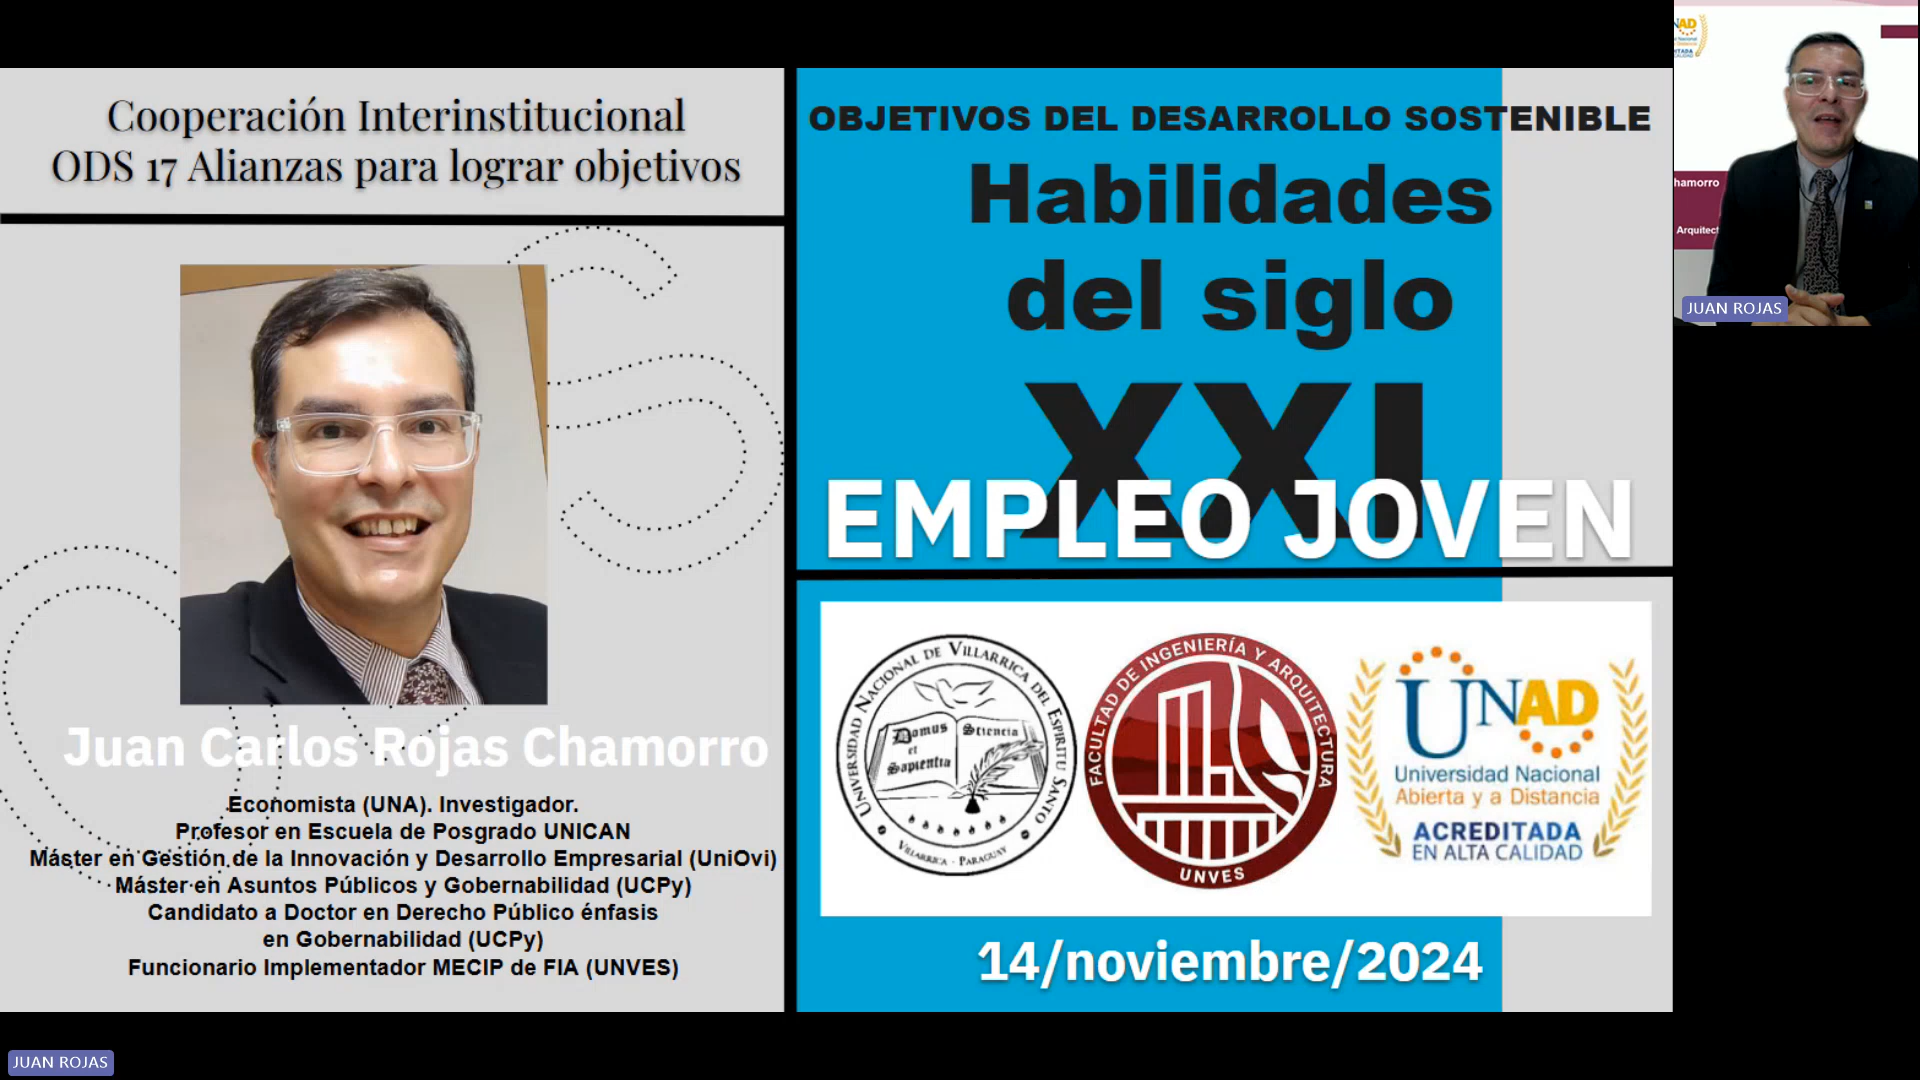 Cooperación Interinstitucional
ODS 17 Alianzas para lograr objetivos
Juan Carlos Rojas Chamorro
Economista (UNA). Investigador.
Profesor en Escuela de Posgrado UNICAN
Máster en Gestión de la Innovación y Desarrollo Empresarial (UniOvi)
Máster en Asuntos Públicos y Gobernabilidad (UCPy)
Candidato a Doctor en Derecho Público énfasis
en Gobernabilidad (UCPy)
Funcionario Implementador MECIP de FIA (UNVES)
OBJETIVOS DEL DESARROLLO SOSTENIBLE
Habilidades
del siglo
XXI
EMPLEO JOVEN
UNIVERSIDAD NACIONAL DE VILLARRICA DEL ESPIRITU SANTO
Domus
et
Sapientia
Sciencia
VILLARRICA - PARAGUAY
FACULTAD DE INGENIERÍA Y ARQUITECTURA
UNVES
UNAD
Universidad Nacional
Abierta y a Distancia
ACREDITADA
EN ALTA CALIDAD
14/noviembre/2024
NAD
hamorro
Arquitect
JUAN ROJAS
JUAN ROJAS